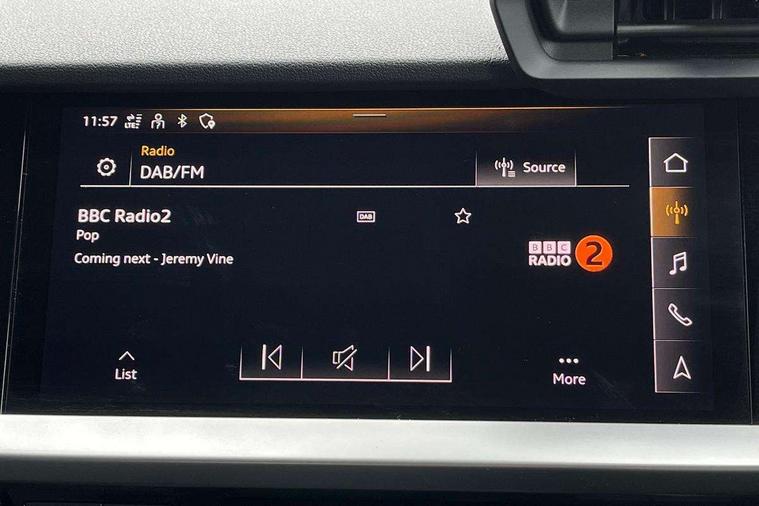 11:57 LTE
Radio
DAB/FM
Source
BBC Radio2
DAB
Pop
Coming next - Jeremy Vine
BBC
RADIO 2
List
More